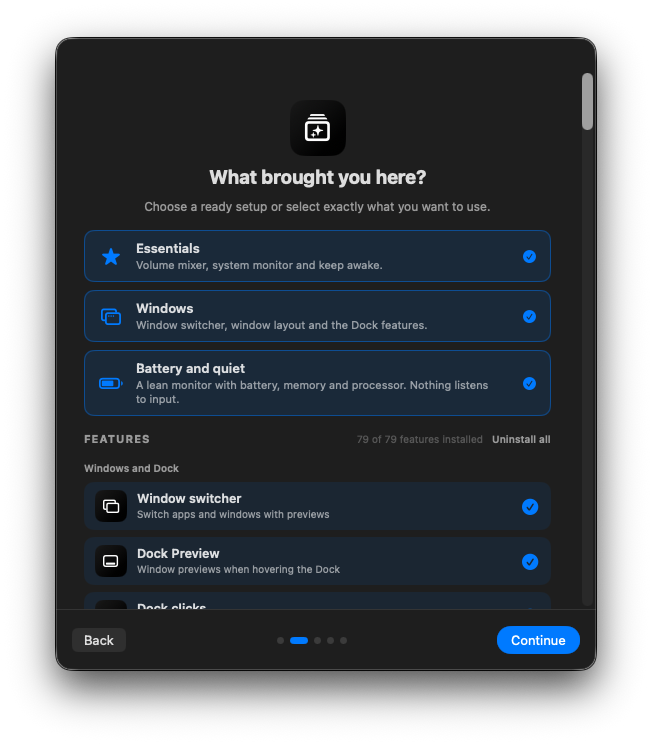 What brought you here?
Choose a ready setup or select exactly what you want to use.
Essentials
Volume mixer, system monitor and keep awake.
Windows
Window switcher, window layout and the Dock features.
Battery and quiet
A lean monitor with battery, memory and processor. Nothing listens
to input.
FEATURES 79 of 79 features installed Uninstall all
Windows and Dock
Window switcher
Switch apps and windows with previews
Dock Preview
Window previews when hovering the Dock
Dock clicks
Back Continue